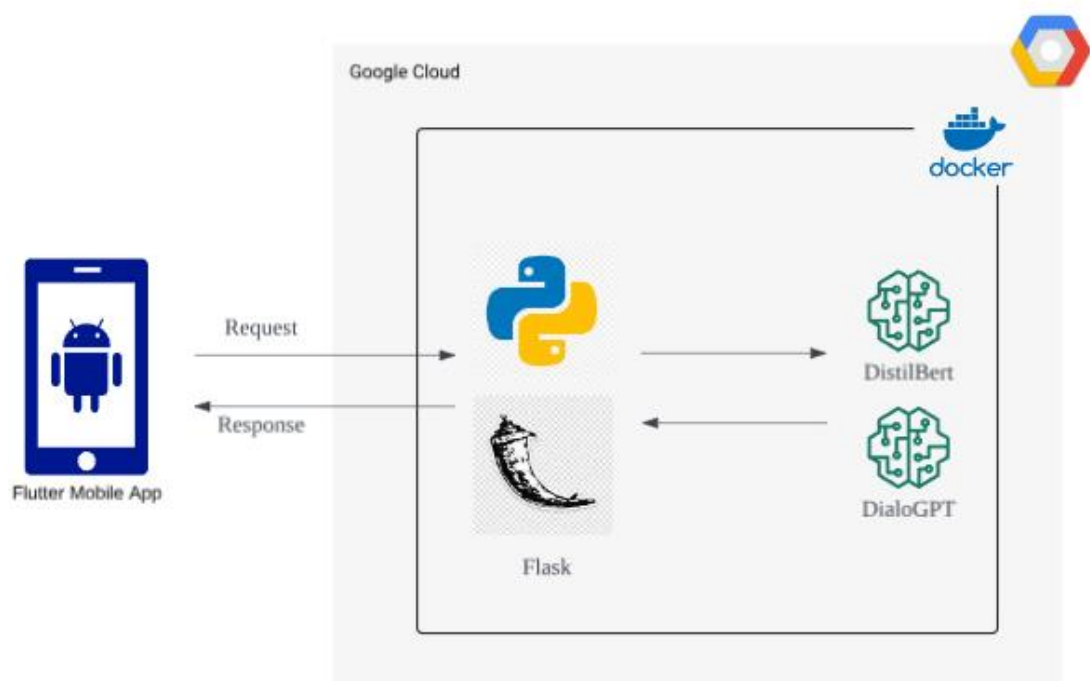 Google Cloud
docker
Request
Response
Flutter Mobile App
Flask
DistilBert
DialoGPT